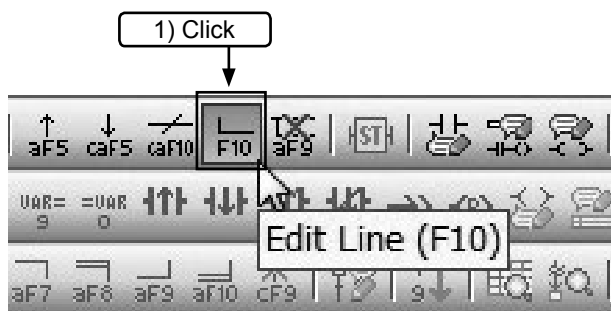 1) Click
aF5 caF5 caF10 F10 aF9 ST
VAR= =VAR
9 0
Edit Line (F10)
aF7 aF8 aF9 aF10 cF9 9